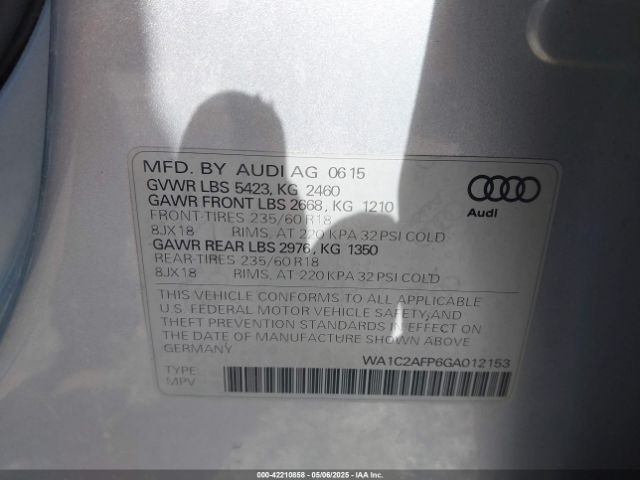 MFD. BY AUDI AG 0615
GVWR LBS 5423, KG 2460
GAWR FRONT LBS 2668, KG 1210
FRONT-TIRES 235/60 R18
8JX18 RIMS, AT 220 KPA 32 PSI COLD
GAWR REAR LBS 2976, KG 1350
REAR-TIRES 235/60 R18
8JX18 RIMS, AT 220 KPA 32 PSI COLD
Audi
THIS VEHICLE CONFORMS TO ALL APPLICABLE
U.S. FEDERAL MOTOR VEHICLE SAFETY, AND
THEFT PREVENTION STANDARDS IN EFFECT ON
THE DATE OF MANUFACTURE SHOWN ABOVE
GERMANY
WA1C2AFP6GA012153
TYPE
MPV
000-42210858 - 05/06/2025 - IAA Inc.